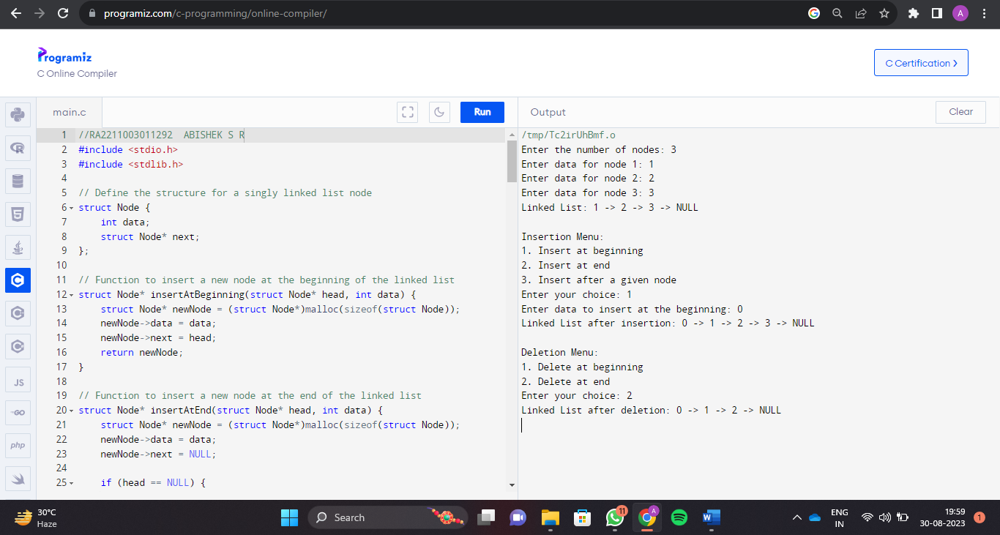 programiz.com/c-programming/online-compiler/
A
Programiz
C Online Compiler
C Certification >
main.c
Run
Output
Clear
1 //RA2211003011292  ABISHEK S R
2 #include <stdio.h>
3 #include <stdlib.h>
4
5 // Define the structure for a singly linked list node
6 struct Node {
7     int data;
8     struct Node* next;
9 };
10
11 // Function to insert a new node at the beginning of the linked list
12 struct Node* insertAtBeginning(struct Node* head, int data) {
13     struct Node* newNode = (struct Node*)malloc(sizeof(struct Node));
14     newNode->data = data;
15     newNode->next = head;
16     return newNode;
17 }
18
19 // Function to insert a new node at the end of the linked list
20 struct Node* insertAtEnd(struct Node* head, int data) {
21     struct Node* newNode = (struct Node*)malloc(sizeof(struct Node));
22     newNode->data = data;
23     newNode->next = NULL;
24
25     if (head == NULL) {
/tmp/Tc2irUhBmf.o
Enter the number of nodes: 3
Enter data for node 1: 1
Enter data for node 2: 2
Enter data for node 3: 3
Linked List: 1 -> 2 -> 3 -> NULL
Insertion Menu:
1. Insert at beginning
2. Insert at end
3. Insert after a given node
Enter your choice: 1
Enter data to insert at the beginning: 0
Linked List after insertion: 0 -> 1 -> 2 -> 3 -> NULL
Deletion Menu:
1. Delete at beginning
2. Delete at end
Enter your choice: 2
Linked List after deletion: 0 -> 1 -> 2 -> NULL
JS
GO
php
30°C
Haze
Search
11
A
W
ENG
IN
19:59
30-08-2023
1